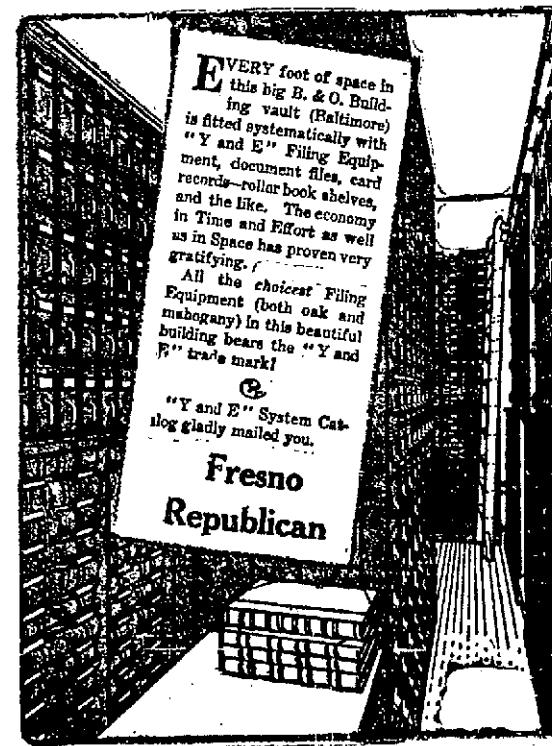 EVERY foot of space in
this big B. & O. Build-
ing vault (Baltimore)
is fitted systematically with
"Y and E" Filing Equip-
ment, document files, card
records—roller book shelves,
and the like. The economy
in Time and Effort as well
as in Space has proven very
gratifying.
All the choicest Filing
Equipment (both oak and
mahogany) in this beautiful
building bears the "Y and
E" trade mark!
"Y and E" System Cat-
alog gladly mailed you.
Fresno
Republican